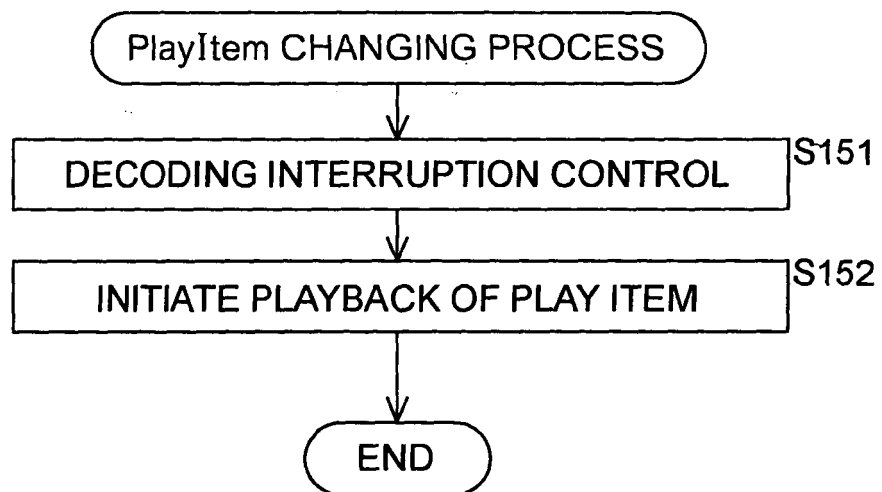 PlayItem CHANGING PROCESS
DECODING INTERRUPTION CONTROL
S151
INITIATE PLAYBACK OF PLAY ITEM
S152
END